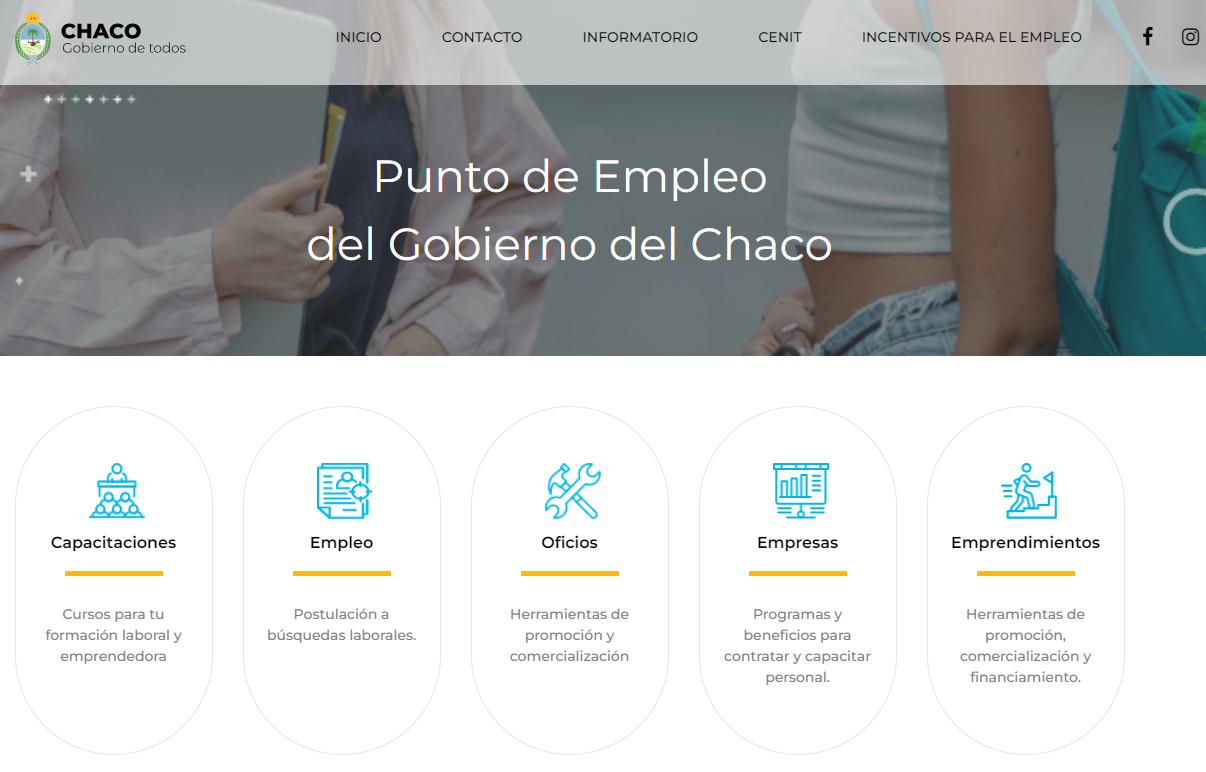 CHACO
Gobierno de todos
INICIO
CONTACTO
INFORMATORIO
CENIT
INCENTIVOS PARA EL EMPLEO
Punto de Empleo
del Gobierno del Chaco
Capacitaciones
Cursos para tu
formación laboral y
emprendedora
Empleo
Postulación a
búsquedas laborales.
Oficios
Herramientas de
promoción y
comercialización
Empresas
Programas y
beneficios para
contratar y capacitar
personal.
Emprendimientos
Herramientas de
promoción,
comercialización y
financiamiento.